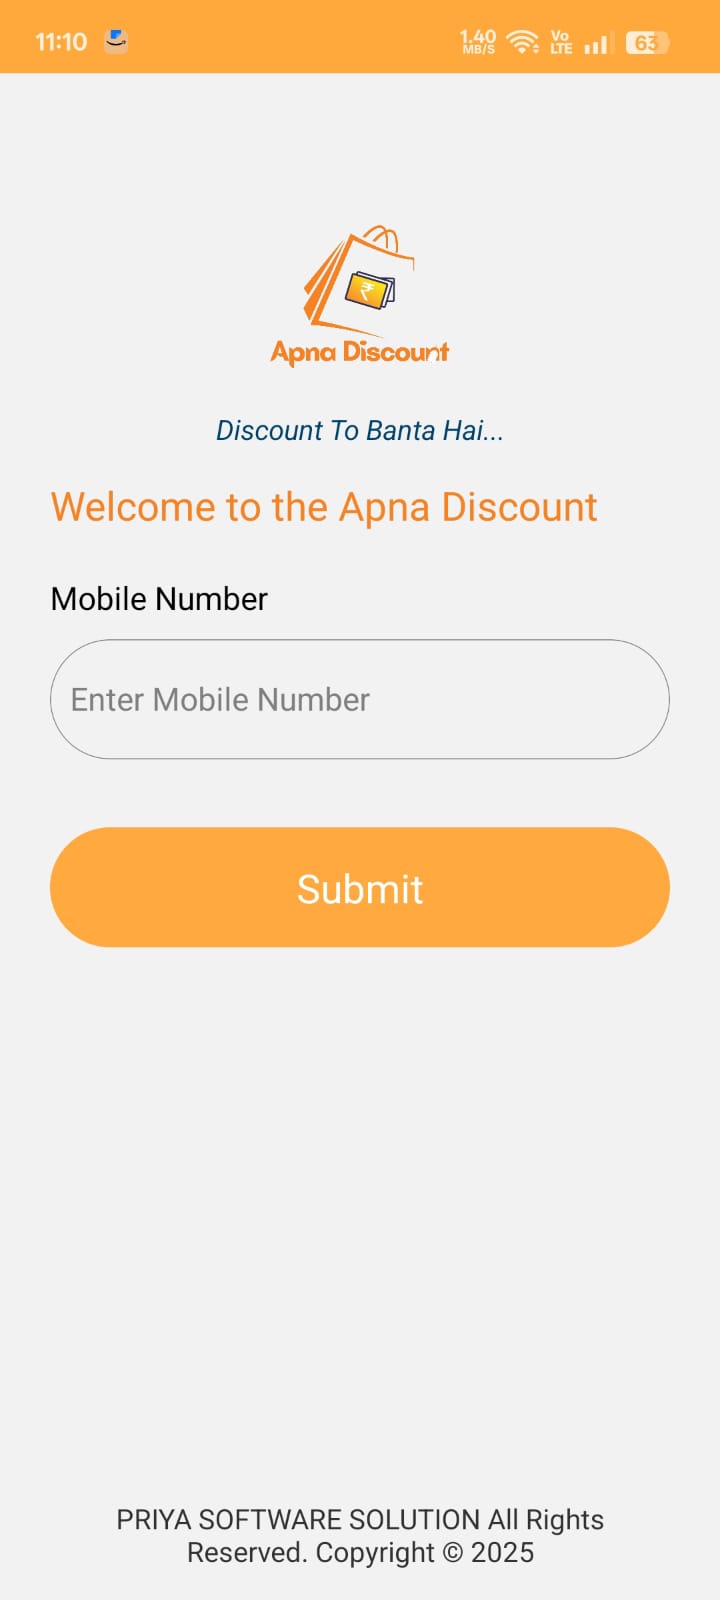 11:10
1.40
MB/S
Vo
LTE
63
₹
Apna Discount
Discount To Banta Hai...
Welcome to the Apna Discount
Mobile Number
Enter Mobile Number
Submit
PRIYA SOFTWARE SOLUTION All Rights
Reserved. Copyright © 2025